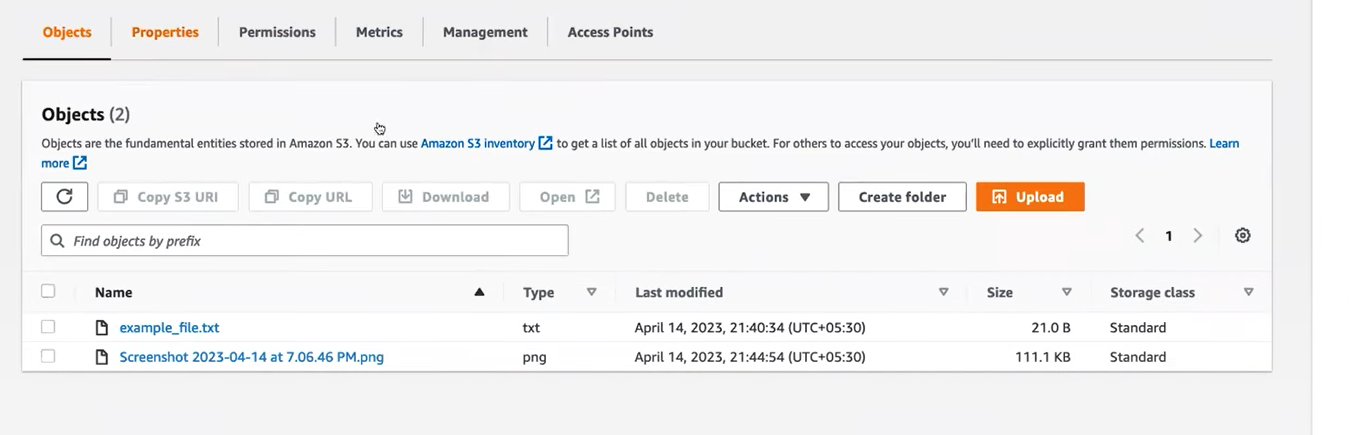 Objects Properties Permissions Metrics Management Access Points
Objects (2)
Objects are the fundamental entities stored in Amazon S3. You can use Amazon S3 inventory to get a list of all objects in your bucket. For others to access your objects, you'll need to explicitly grant them permissions. Learn
more
Copy S3 URI Copy URL Download Open Delete Actions Create folder Upload
Find objects by prefix 1
Name Type Last modified Size Storage class
example_file.txt txt April 14, 2023, 21:40:34 (UTC+05:30) 21.0 B Standard
Screenshot 2023-04-14 at 7.06.46 PM.png png April 14, 2023, 21:44:54 (UTC+05:30) 111.1 KB Standard